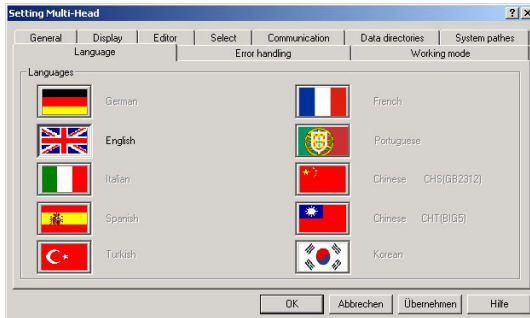 Setting Multi-Head
General Display Editor Select Communication Data directories System pathes
Language Error handling Working mode
Languages
German French
English Portuguese
Italian Chinese CHS(GB2312)
Spanish Chinese CHT(BIG5)
Turkish Korean
OK Abbrechen Übernehmen Hilfe